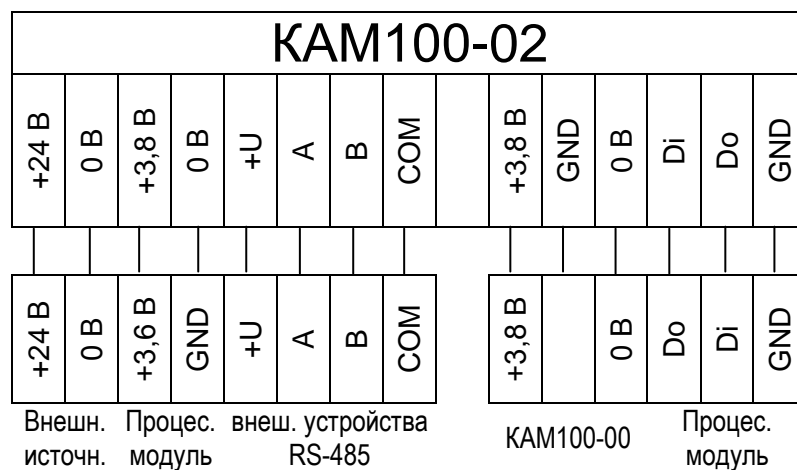 КАМ100-02
+24 В 0 В +3,8 В 0 В +U A B COM +3,8 В GND 0 В Di Do GND
+24 В 0 В +3,6 В GND +U A B COM +3,8 В 0 В Do Di GND
Внешн. Процес. внеш. устройства Процес.
источн. модуль RS-485 КАМ100-00 модуль